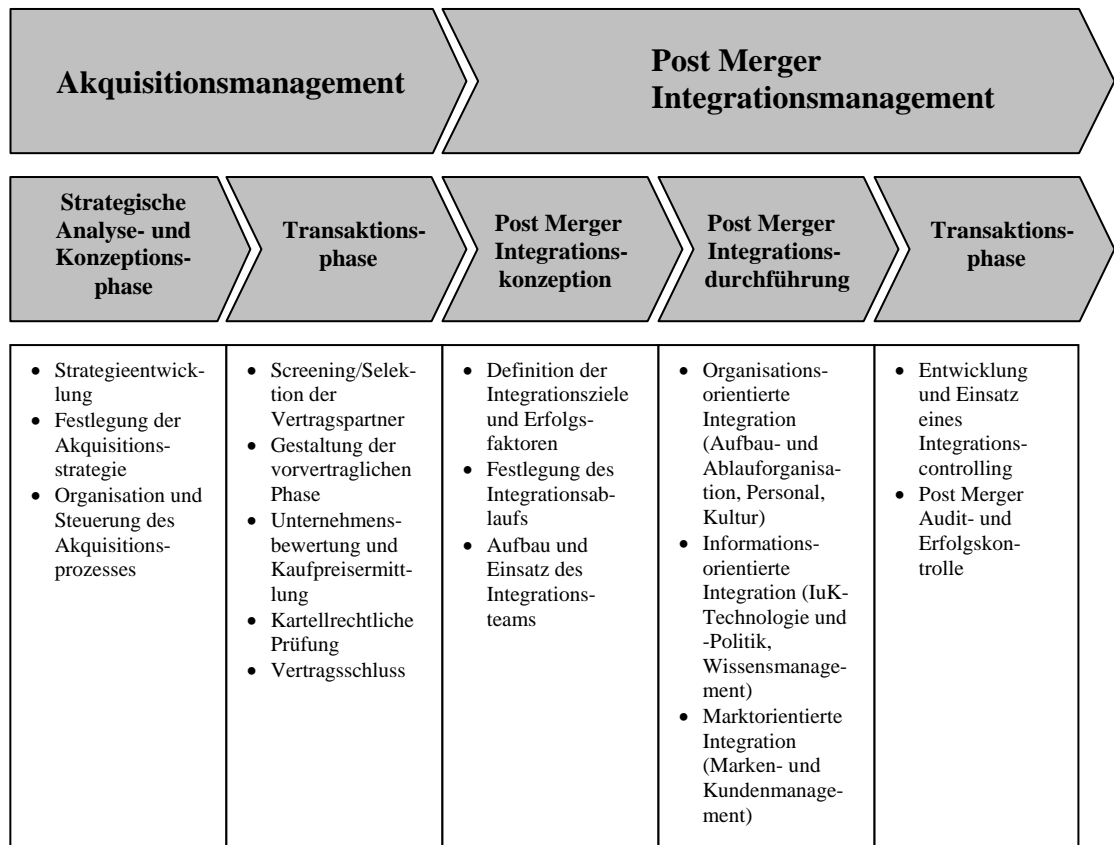 Akquisitionsmanagement
Post Merger
Integrationsmanagement
Strategische
Analyse- und
Konzeptions-
phase
Transaktions-
phase
Post Merger
Integrations-
konzeption
Post Merger
Integrations-
durchführung
Transaktions-
phase
• Strategieentwick-
lung
• Festlegung der
Akquisitions-
strategie
• Organisation und
Steuerung des
Akquisitions-
prozesses
• Screening/Selek-
tion der
Vertragspartner
• Gestaltung der
vorvertraglichen
Phase
• Unternehmens-
bewertung und
Kaufpreisermitt-
lung
• Kartellrechtliche
Prüfung
• Vertragsschluss
• Definition der
Integrationsziele
und Erfolgs-
faktoren
• Festlegung des
Integrationsab-
laufs
• Aufbau und
Einsatz des
Integrations-
teams
• Organisations-
orientierte
Integration
(Aufbau- und
Ablauforganisa-
tion, Personal,
Kultur)
• Informations-
orientierte
Integration (IuK-
Technologie und
-Politik,
Wissensmanage-
ment)
• Marktorientierte
Integration
(Marken- und
Kundenmanage-
ment)
• Entwicklung
und Einsatz
eines
Integrations-
controlling
• Post Merger
Audit- und
Erfolgskon-
trolle